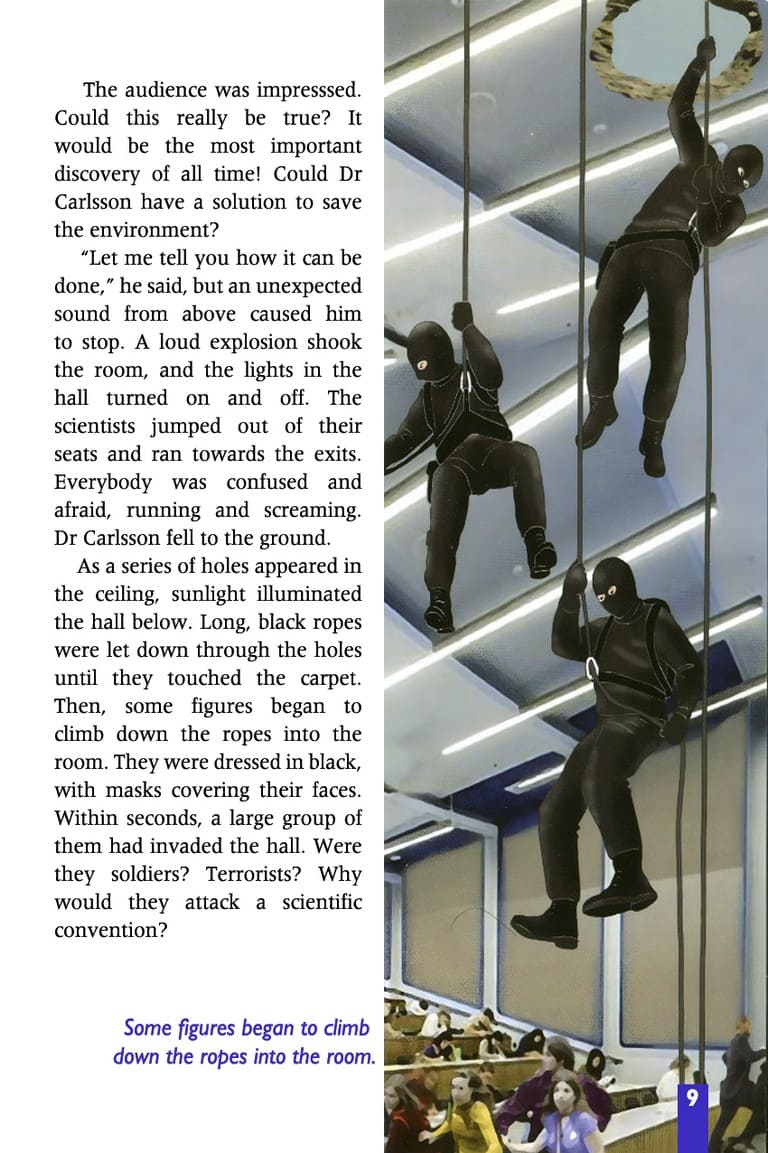 The audience was impresssed.
Could this really be true? It
would be the most important
discovery of all time! Could Dr
Carlsson have a solution to save
the environment?
“Let me tell you how it can be
done,” he said, but an unexpected
sound from above caused him
to stop. A loud explosion shook
the room, and the lights in the
hall turned on and off. The
scientists jumped out of their
seats and ran towards the exits.
Everybody was confused and
afraid, running and screaming.
Dr Carlsson fell to the ground.
As a series of holes appeared in
the ceiling, sunlight illuminated
the hall below. Long, black ropes
were let down through the holes
until they touched the carpet.
Then, some figures began to
climb down the ropes into the
room. They were dressed in black,
with masks covering their faces.
Within seconds, a large group of
them had invaded the hall. Were
they soldiers? Terrorists? Why
would they attack a scientific
convention?
Some figures began to climb
down the ropes into the room.
9